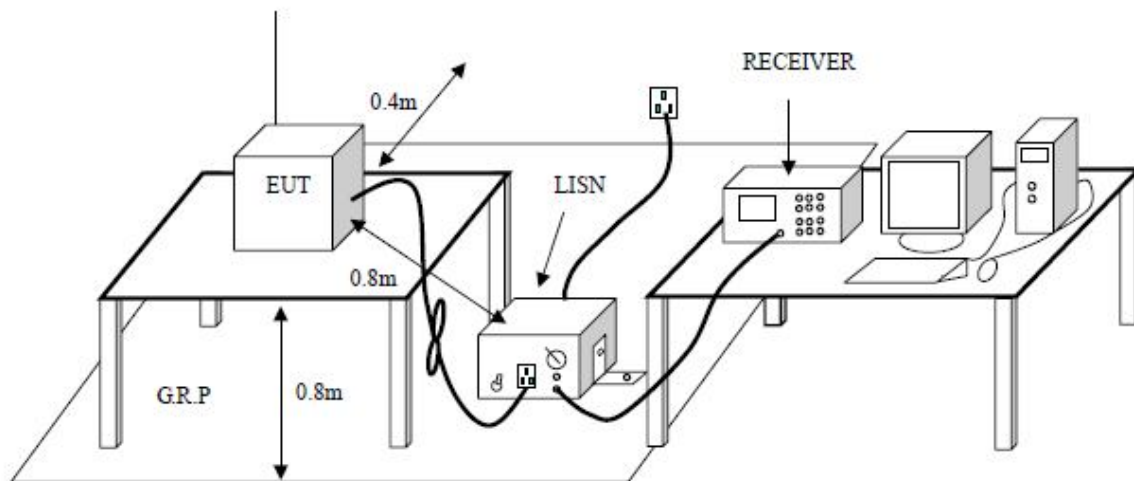 RECEIVER
0.4m
EUT
LISN
0.8m
G.R.P
0.8m